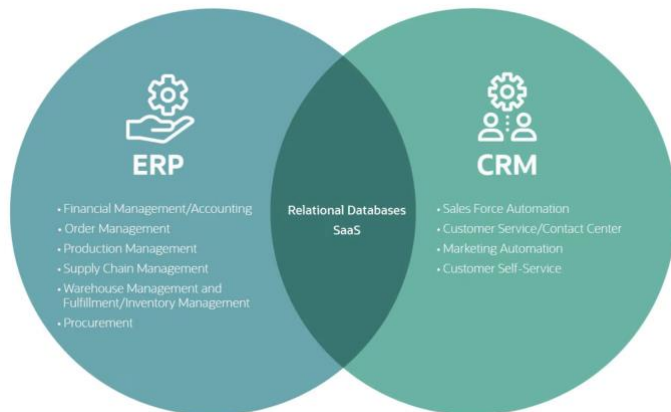 ERP
• Financial Management/Accounting
• Order Management
• Production Management
• Supply Chain Management
• Warehouse Management and
Fulfillment/Inventory Management
• Procurement
Relational Databases
SaaS
CRM
• Sales Force Automation
• Customer Service/Contact Center
• Marketing Automation
• Customer Self-Service